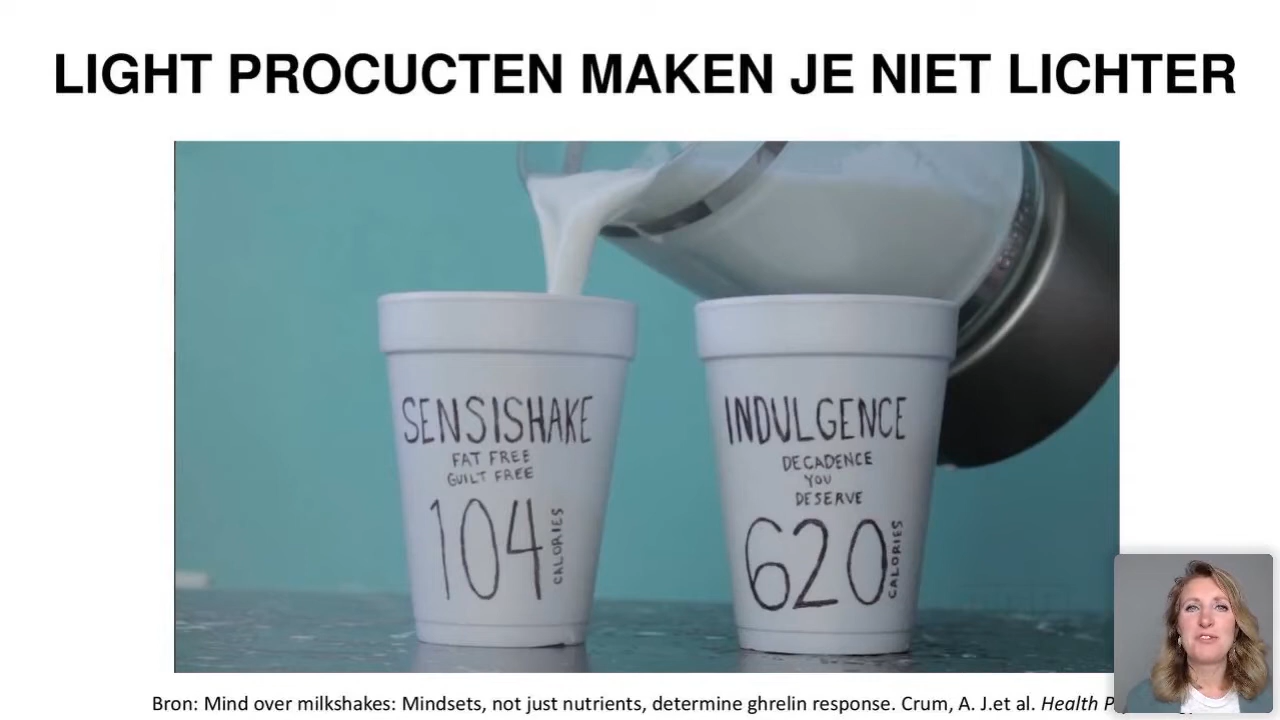 LIGHT PROCUCTEN MAKEN JE NIET LICHTER
SENSISHAKE
FAT FREE
GUILT FREE
104
CALORIES
INDULGENCE
DECADENCE
YOU
DESERVE
620
CALORIES
Bron: Mind over milkshakes: Mindsets, not just nutrients, determine ghrelin response. Crum, A. J.et al. Health